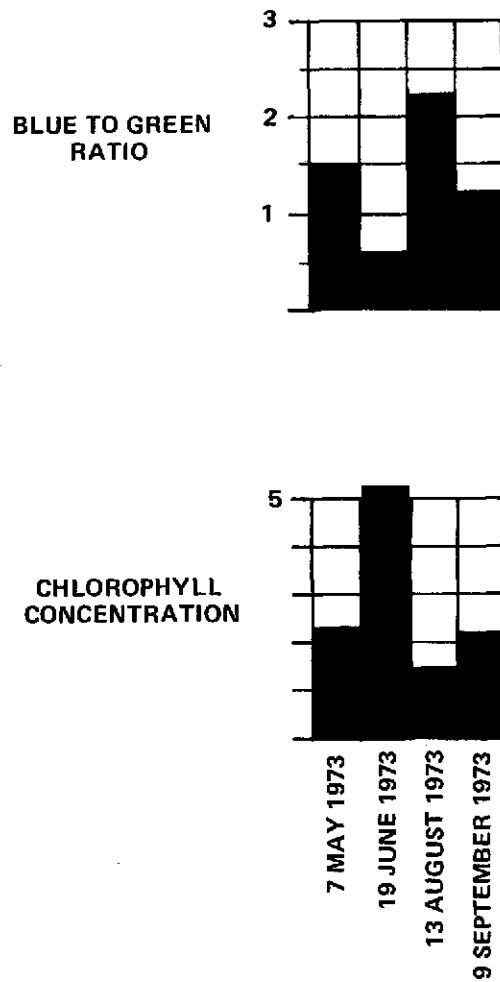 3
BLUE TO GREEN
RATIO
2
1
5
CHLOROPHYLL
CONCENTRATION
7 MAY 1973
19 JUNE 1973
13 AUGUST 1973
9 SEPTEMBER 1973